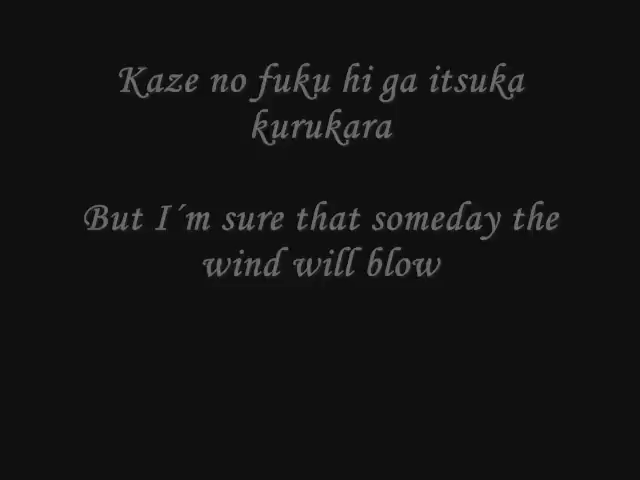 Kaze no fuku hi ga itsuka
kurukara
But I´m sure that someday the
wind will blow